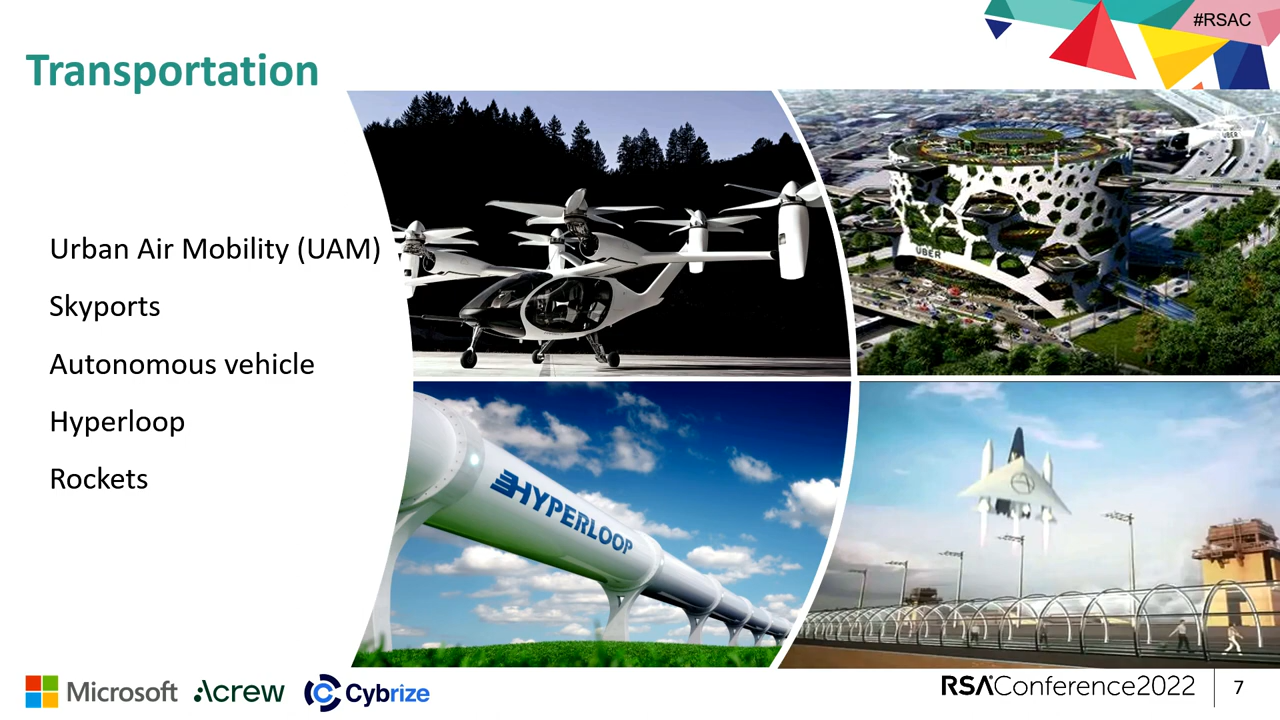 #RSAC
Transportation
Urban Air Mobility (UAM)
Skyports
Autonomous vehicle
Hyperloop
Rockets
UBER
UBER
HYPERLOOP
Microsoft
Acrew
Cybrize
RSAConference2022
7